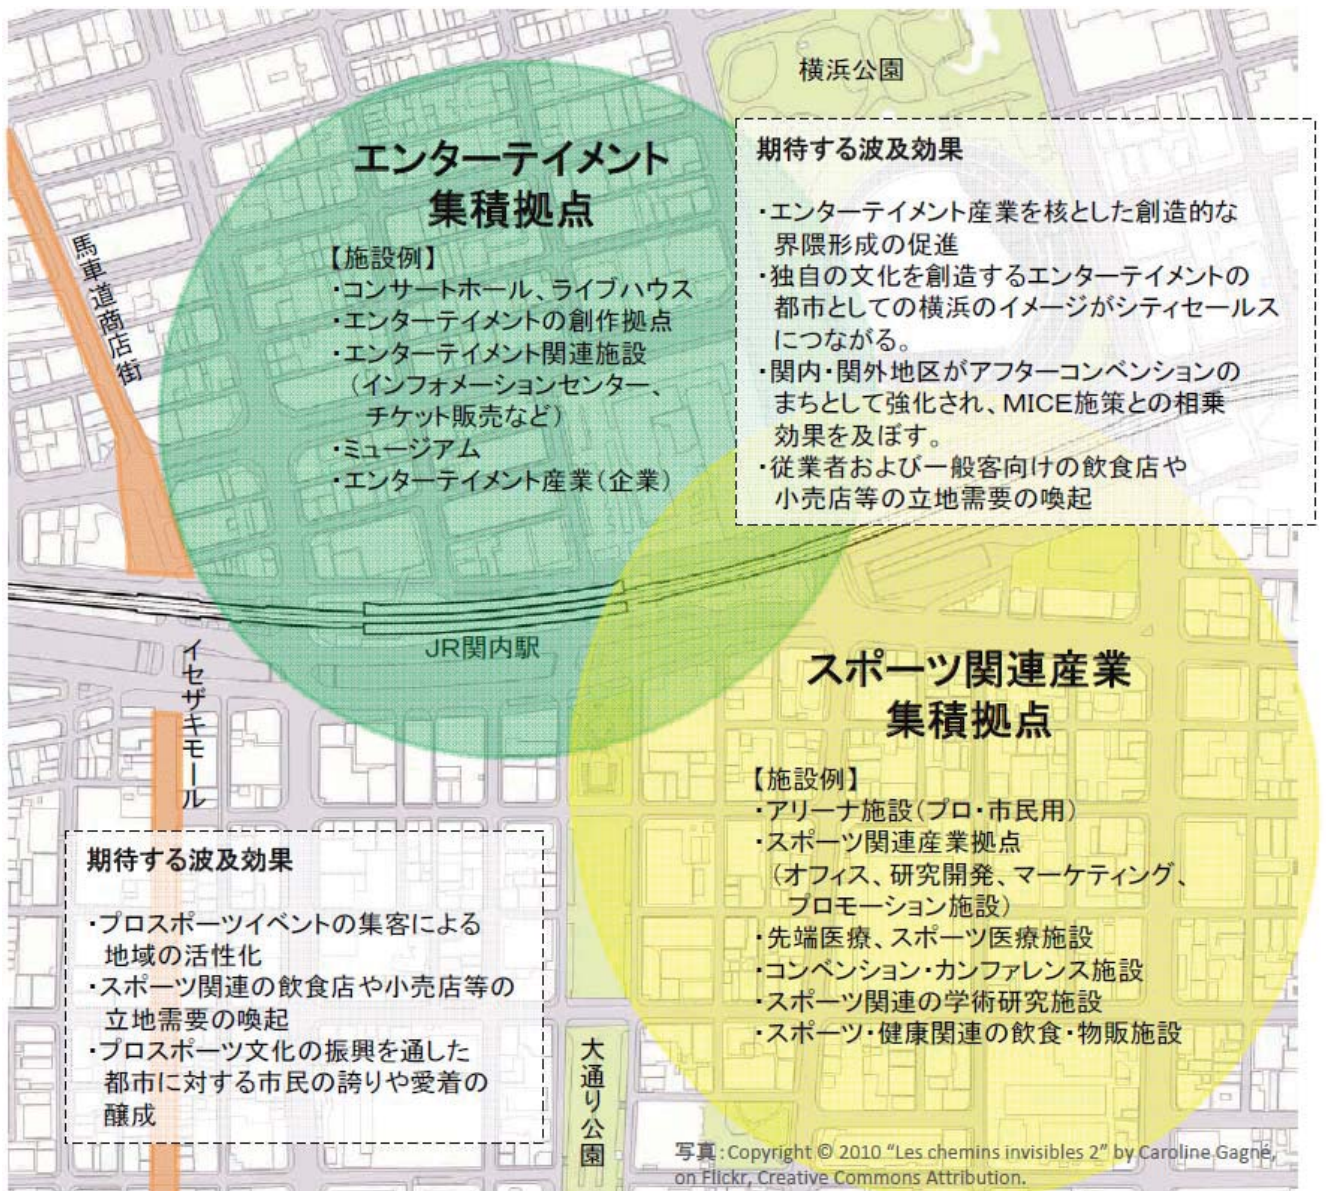 横浜公園
エンターテイメント
集積拠点
【施設例】
・コンサートホール、ライブハウス
・エンターテイメントの創作拠点
・エンターテイメント関連施設
（インフォメーションセンター、
チケット販売など）
・ミュージアム
・エンターテイメント産業（企業）
期待する波及効果
・エンターテイメント産業を核とした創造的な
界隈形成の促進
・独自の文化を創造するエンターテイメントの
都市としての横浜のイメージがシティセールス
につながる。
・関内・関外地区がアフターコンベンションの
まちとして強化され、MICE施策との相乗
効果を及ぼす。
・従業者および一般客向けの飲食店や
小売店等の立地需要の喚起
馬車道商店街
JR関内駅
イセザキモール
スポーツ関連産業
集積拠点
【施設例】
・アリーナ施設（プロ・市民用）
・スポーツ関連産業拠点
（オフィス、研究開発、マーケティング、
プロモーション施設）
・先端医療、スポーツ医療施設
・コンベンション・カンファレンス施設
・スポーツ関連の学術研究施設
・スポーツ・健康関連の飲食・物販施設
期待する波及効果
・プロスポーツイベントの集客による
地域の活性化
・スポーツ関連の飲食店や小売店等の
立地需要の喚起
・プロスポーツ文化の振興を通した
都市に対する市民の誇りや愛着の
醸成
大通り公園
写真：Copyright © 2010 “Les chemins invisibles 2” by Caroline Gagné,
on Flickr, Creative Commons Attribution.